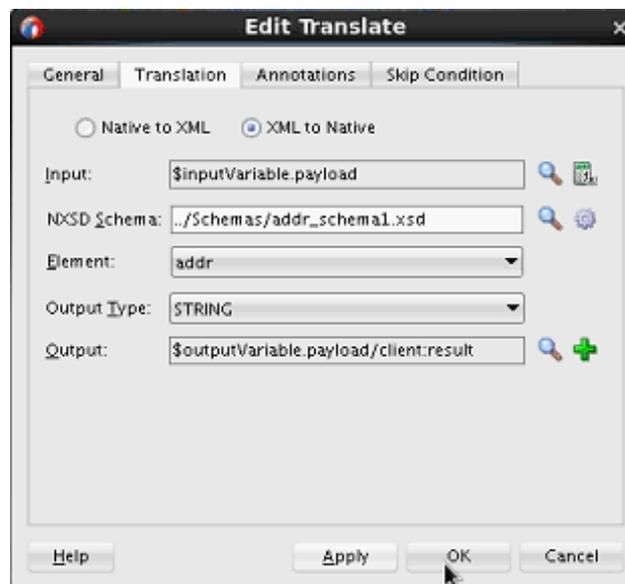 Edit Translate
General Translation Annotations Skip Condition
Native to XML XML to Native
Input: $inputVariable.payload
NXSD Schema: ../Schemas/addr_schema1.xsd
Element: addr
Output Type: STRING
Output: $outputVariable.payload/client:result
Help Apply OK Cancel